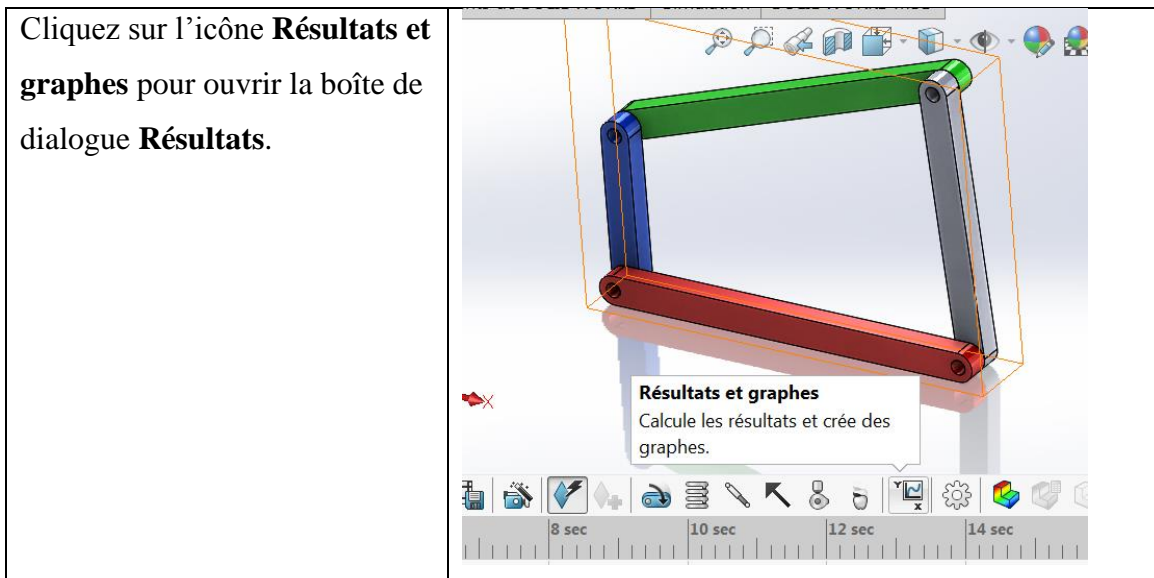 Cliquez sur l’icône Résultats et
graphes pour ouvrir la boîte de
dialogue Résultats.
X
Résultats et graphes
Calcule les résultats et crée des
graphes.
Y
x
8 sec
10 sec
12 sec
14 sec